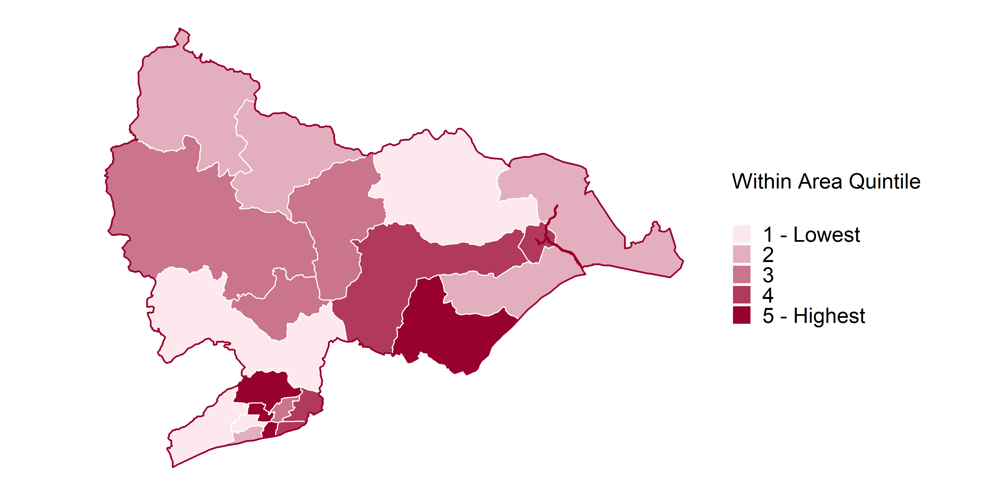 Within Area Quintile
1 - Lowest
2
3
4
5 - Highest